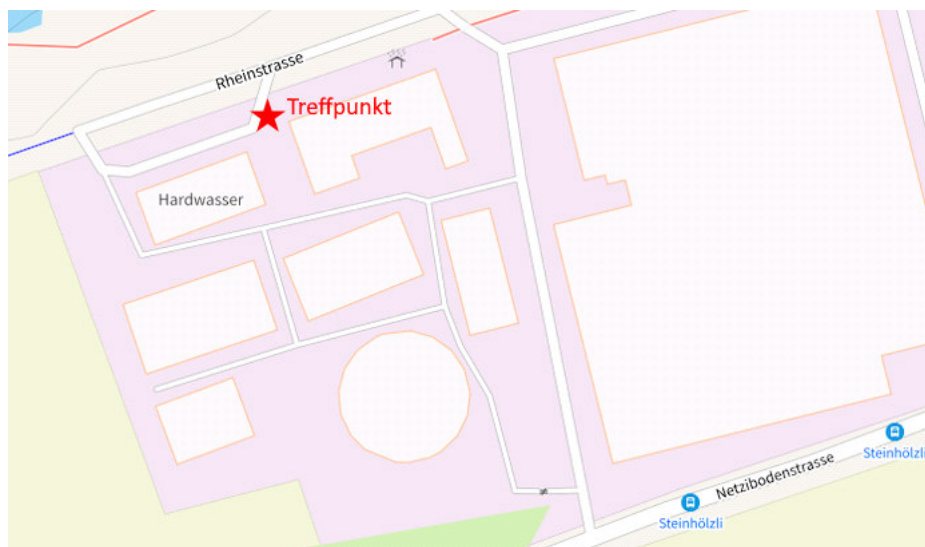 Rheinstrasse
Treffpunkt
Hardwasser
Netzibodenstrasse
Steinhölzli
Steinhölzli